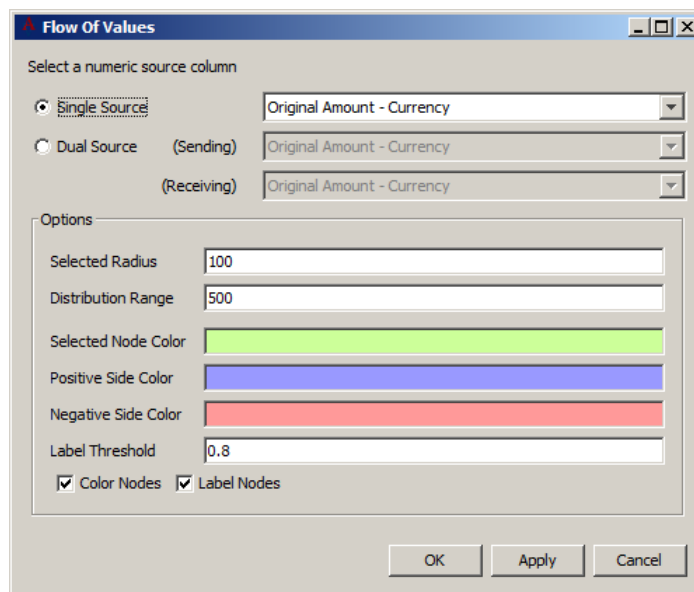 Flow Of Values
Select a numeric source column
Single Source Original Amount - Currency
Dual Source (Sending) Original Amount - Currency
(Receiving) Original Amount - Currency
Options
Selected Radius 100
Distribution Range 500
Selected Node Color
Positive Side Color
Negative Side Color
Label Threshold 0.8
Color Nodes Label Nodes
OK Apply Cancel